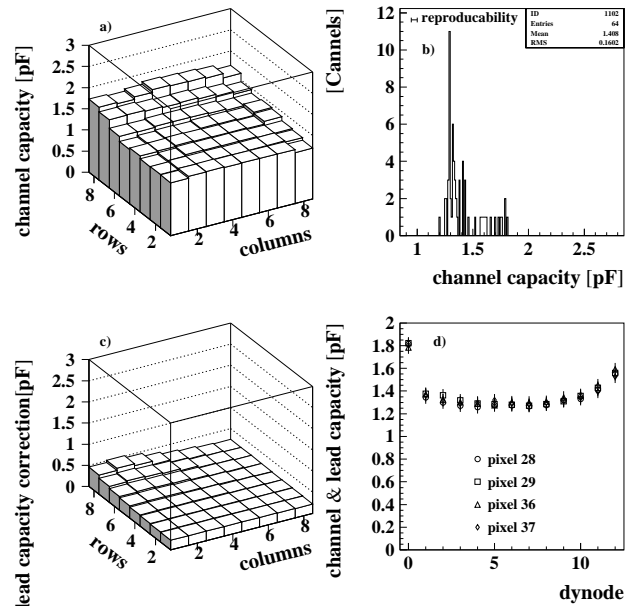 a)
channel capacity [pF]
3
2.5
2
1.5
1
0.5
0
8
6
4
2
rows
2
4
6
8
columns
b)
reproducability
ID 1102
Entries 64
Mean 1.408
RMS 0.1602
[Cannels]
12
10
8
6
4
2
0
1
1.5
2
2.5
channel capacity [pF]
c)
lead capacity correction[pF]
3
2.5
2
1.5
1
0.5
0
8
6
4
2
rows
2
4
6
8
columns
d)
channel & lead capacity [pF]
2
1.8
1.6
1.4
1.2
1
0.8
0.6
0.4
0.2
0
pixel 28
pixel 29
pixel 36
pixel 37
0
5
10
dynode